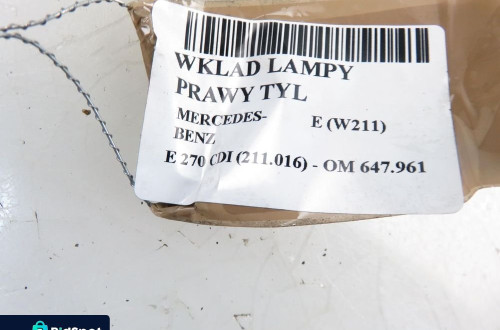 WKLAD LAMPY
PRAWY TYL
MERCEDES- E (W211)
BENZ
E 270 CDI (211.016) - OM 647.961